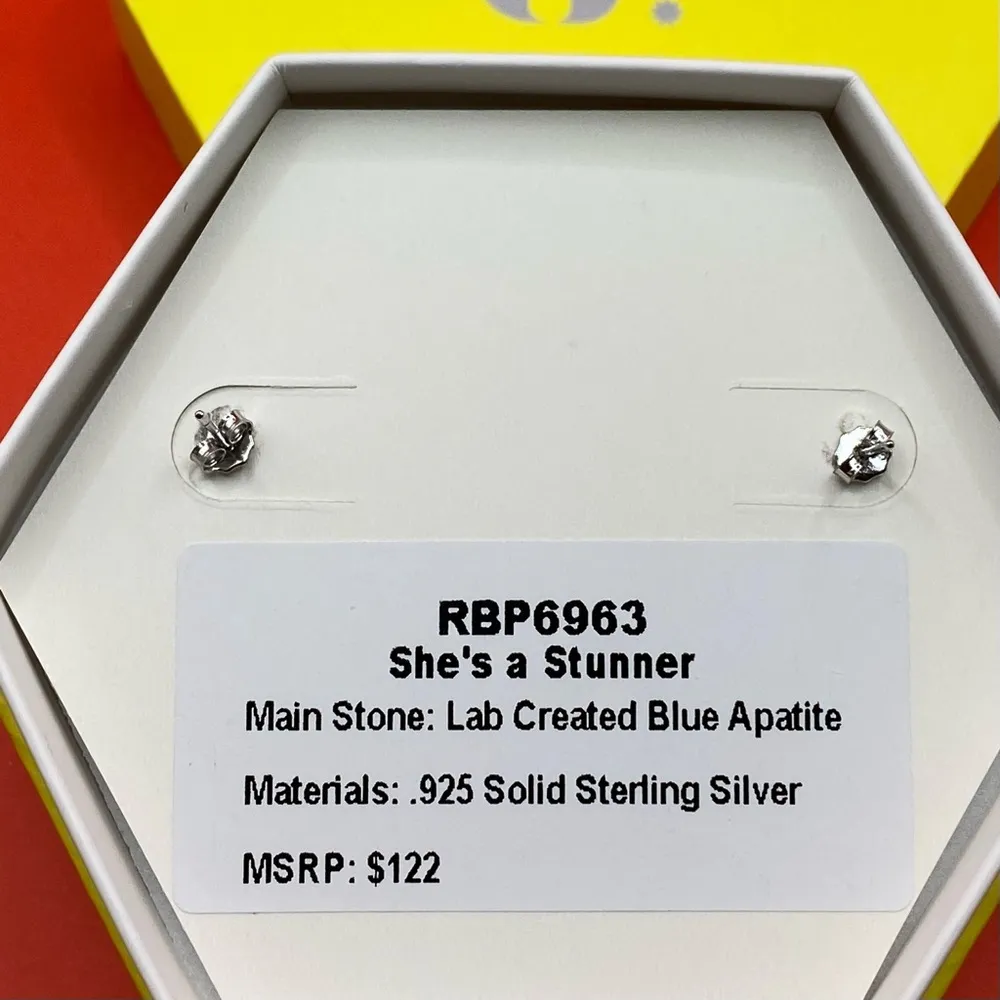 RBP6963
She's a Stunner
Main Stone: Lab Created Blue Apatite
Materials: .925 Solid Sterling Silver
MSRP: $122